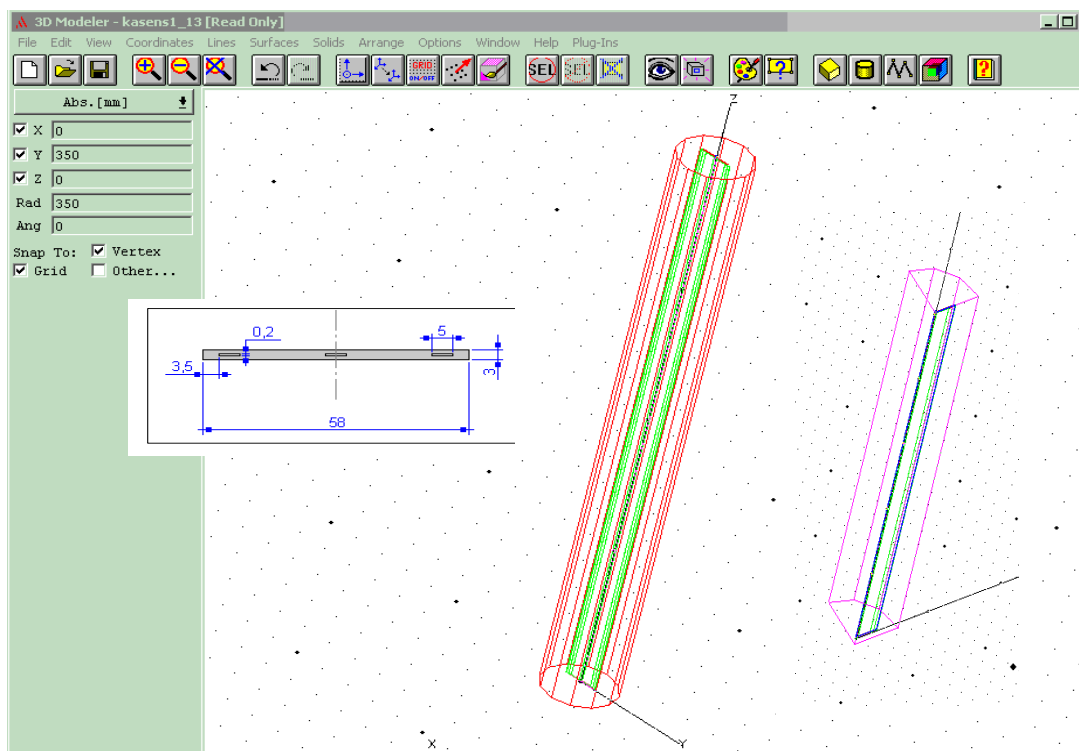 3D Modeler - kasens1_13 [Read Only]
File Edit View Coordinates Lines Surfaces Solids Arrange Options Window Help Plug-Ins
GRID ON/OFF SEL SEL
Abs.[mm]
X 0
Y 350
Z 0
Rad 350
Ang 0
Snap To: Vertex
Grid Other...
0,2
5
3,5
3
58
Z
X
Y